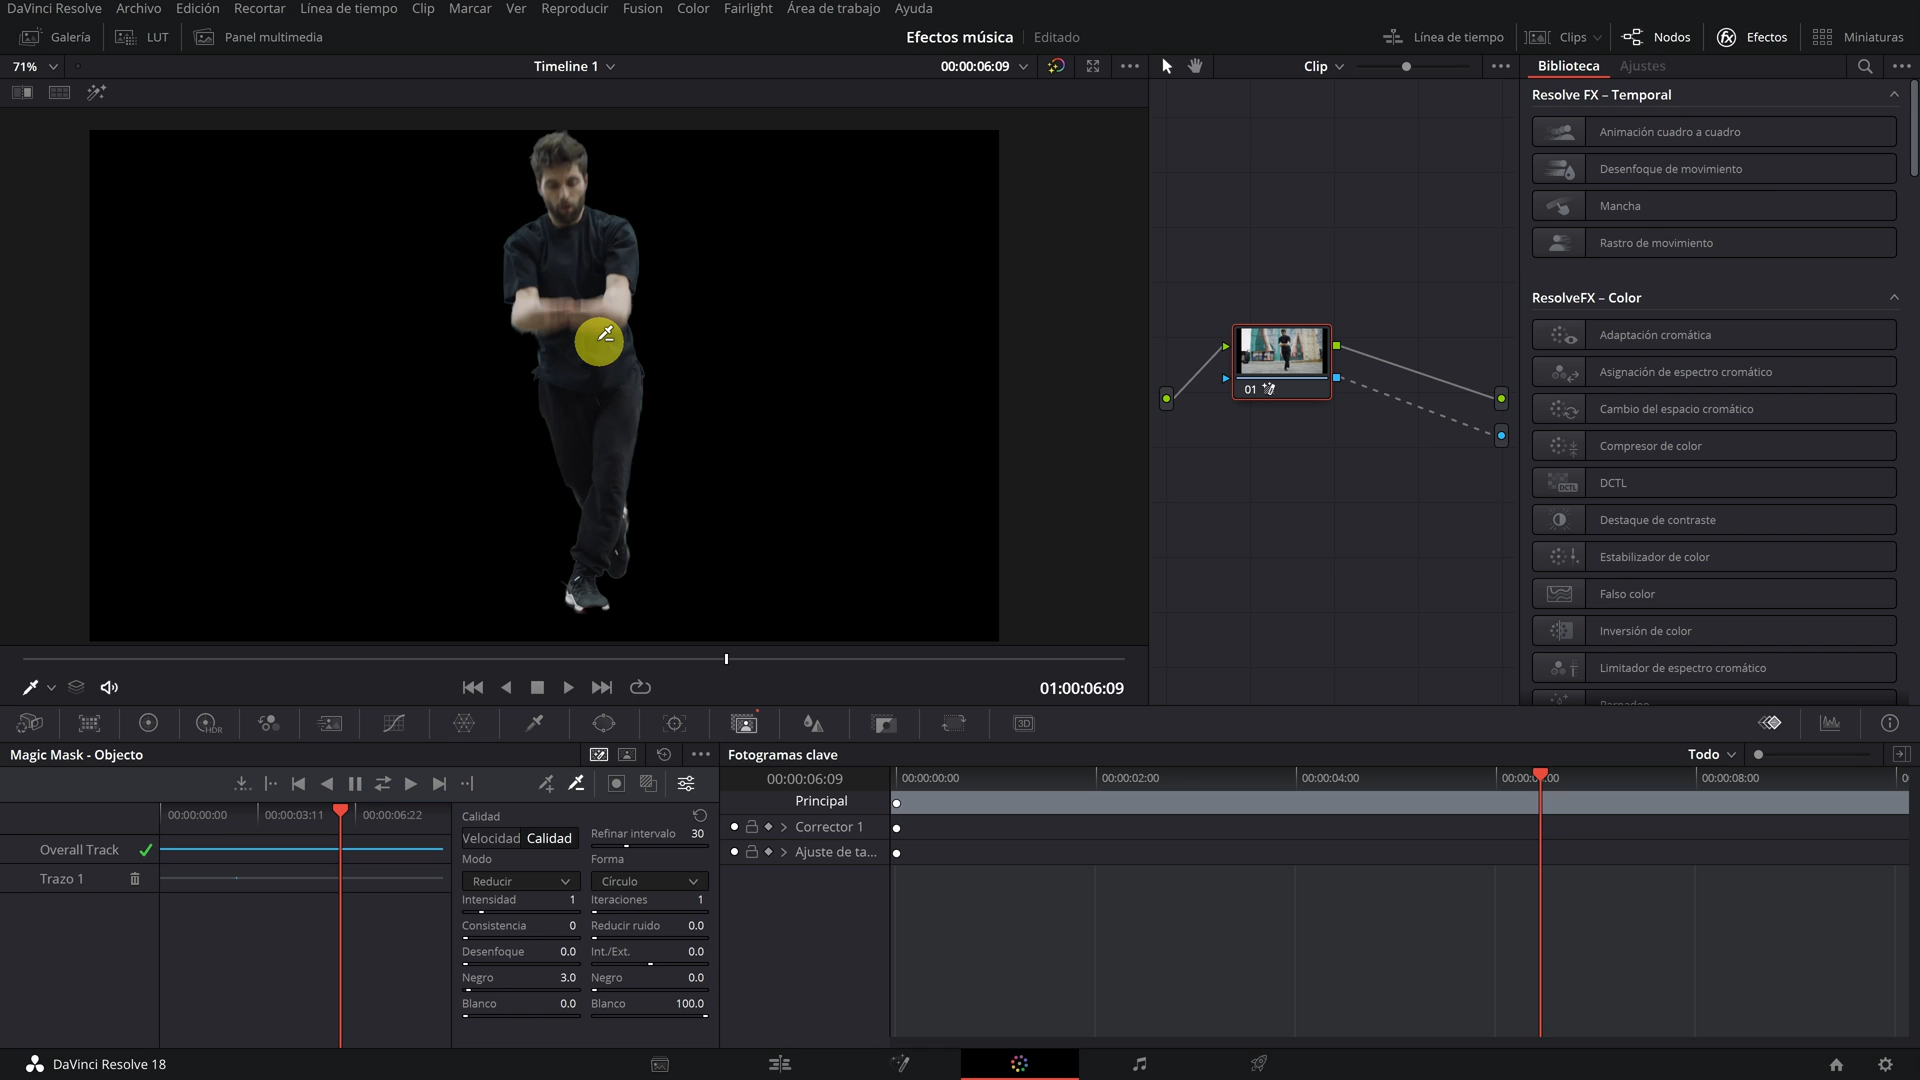 DaVinci Resolve Archivo Edición Recortar Línea de tiempo Clip Marcar Ver Reproducir Fusion Color Fairlight Área de trabajo Ayuda
Galería LUT Panel multimedia Efectos música Editado Línea de tiempo Clips Nodos Efectos Miniaturas
71% Timeline 1 00:00:06:09 Clip Biblioteca Ajustes
Resolve FX – Temporal
Animación cuadro a cuadro
Desenfoque de movimiento
Mancha
Rastro de movimiento
ResolveFX – Color
Adaptación cromática
Asignación de espectro cromático
Cambio del espacio cromático
Compresor de color
DCTL
DCTL
Destaque de contraste
Estabilizador de color
Falso color
Inversión de color
Limitador de espectro cromático
01
01:00:06:09
HDR
3D
Magic Mask - Objecto
00:00:00:00 00:00:03:11 00:00:06:22
Overall Track
Trazo 1
Calidad
Velocidad Calidad Refinar intervalo 30
Modo Forma
Reducir Círculo
Intensidad 1 Iteraciones 1
Consistencia 0 Reducir ruido 0.0
Desenfoque 0.0 Int./Ext. 0.0
Negro 3.0 Negro 0.0
Blanco 0.0 Blanco 100.0
Fotogramas clave Todo
00:00:06:09 00:00:00:00 00:00:02:00 00:00:04:00 00:00:08:00
Principal
Corrector 1
Ajuste de ta...
DaVinci Resolve 18